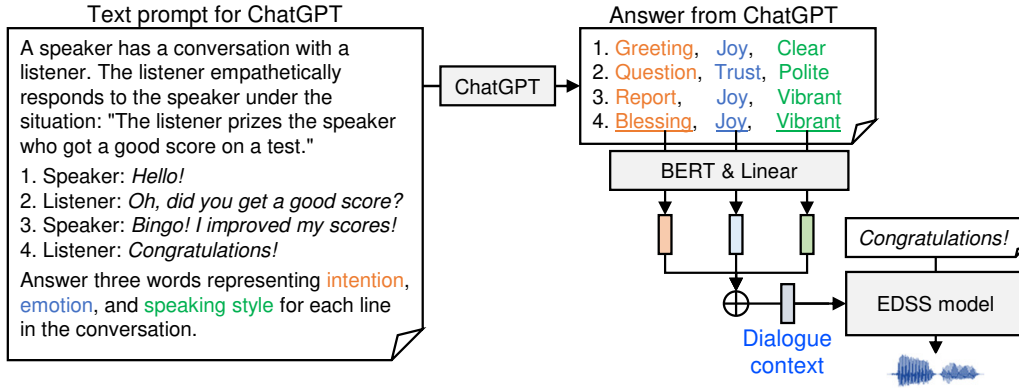 Text prompt for ChatGPT
A speaker has a conversation with a
listener. The listener empathetically
responds to the speaker under the
situation: "The listener prizes the speaker
who got a good score on a test."
1. Speaker: Hello!
2. Listener: Oh, did you get a good score?
3. Speaker: Bingo! I improved my scores!
4. Listener: Congratulations!
Answer three words representing intention,
emotion, and speaking style for each line
in the conversation.
ChatGPT
Answer from ChatGPT
1. Greeting, Joy, Clear
2. Question, Trust, Polite
3. Report, Joy, Vibrant
4. Blessing, Joy, Vibrant
BERT & Linear
Dialogue
context
Congratulations!
EDSS model